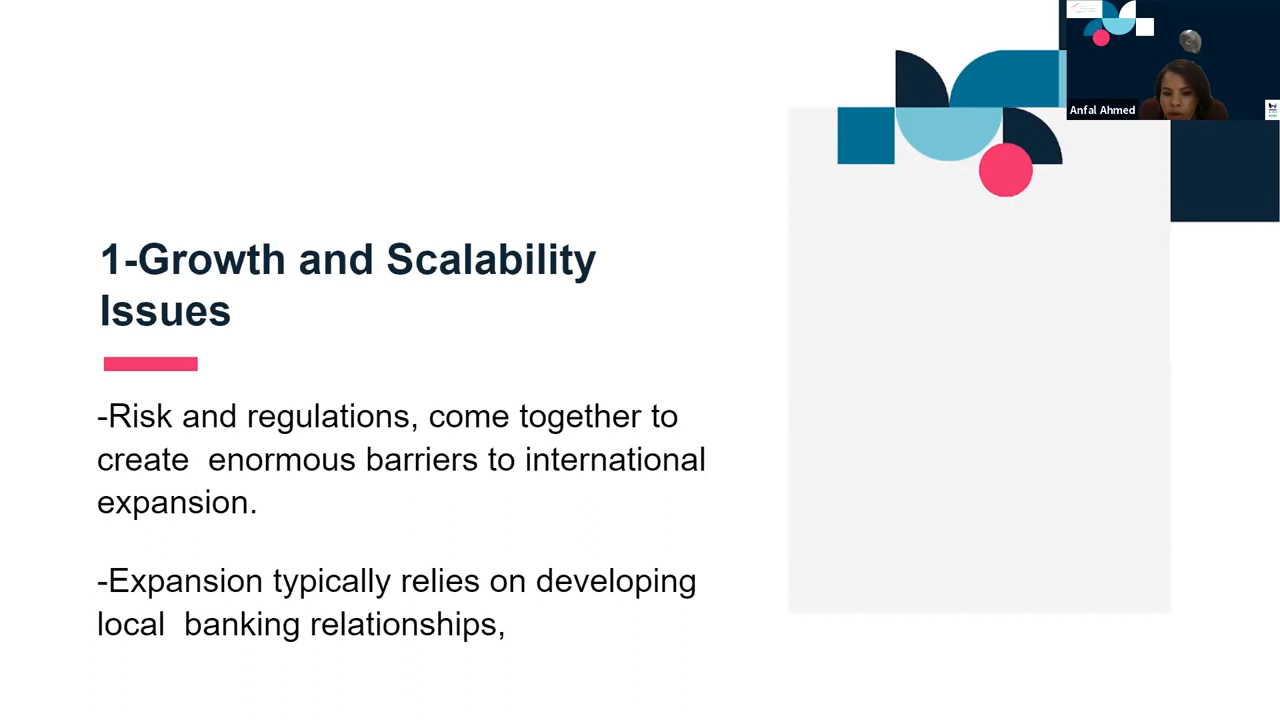 Anfal Ahmed
1-Growth and Scalability
Issues
-Risk and regulations, come together to
create  enormous barriers to international
expansion.
-Expansion typically relies on developing
local  banking relationships,